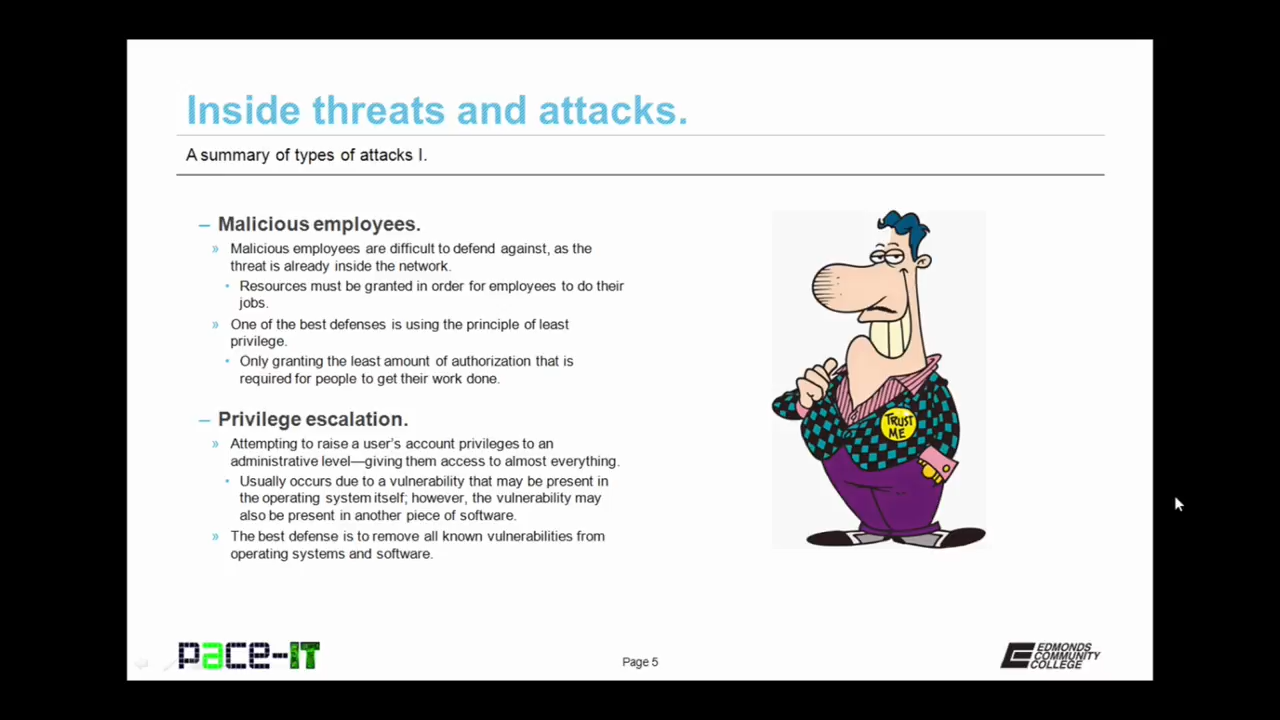 Inside threats and attacks.
A summary of types of attacks I.
– Malicious employees.
» Malicious employees are difficult to defend against, as the
threat is already inside the network.
• Resources must be granted in order for employees to do their
jobs.
» One of the best defenses is using the principle of least
privilege.
• Only granting the least amount of authorization that is
required for people to get their work done.
– Privilege escalation.
» Attempting to raise a user's account privileges to an
administrative level—giving them access to almost everything.
• Usually occurs due to a vulnerability that may be present in
the operating system itself; however, the vulnerability may
also be present in another piece of software.
» The best defense is to remove all known vulnerabilities from
operating systems and software.
TRUST
ME
pace-IT
Page 5
EDMONDS
COMMUNITY
COLLEGE